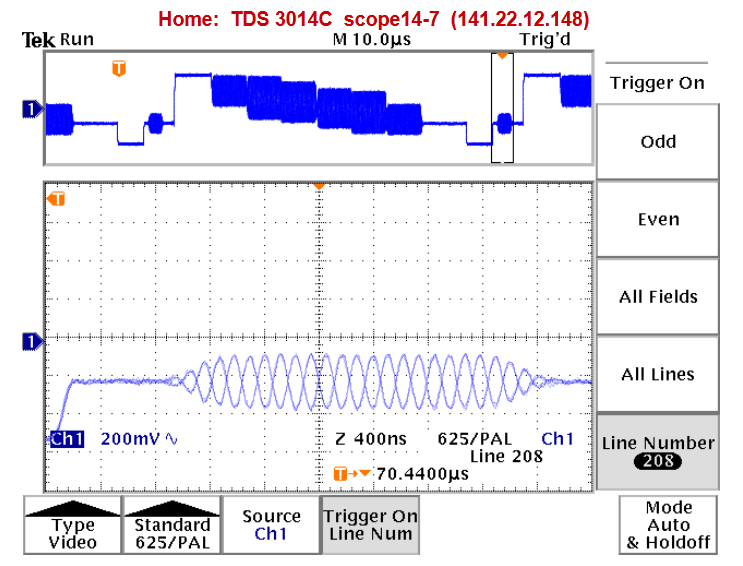 Home:  TDS 3014C  scope14-7  (141.22.12.148)
Tek Run M 10.0µs Trig'd
T
1
Trigger On
Odd
Even
All Fields
All Lines
Line Number
208
T
1
Ch1 200mV Z 400ns 625/PAL Ch1
Line 208
T 70.4400µs
Type
Video
Standard
625/PAL
Source
Ch1
Trigger On
Line Num
Mode
Auto
& Holdoff